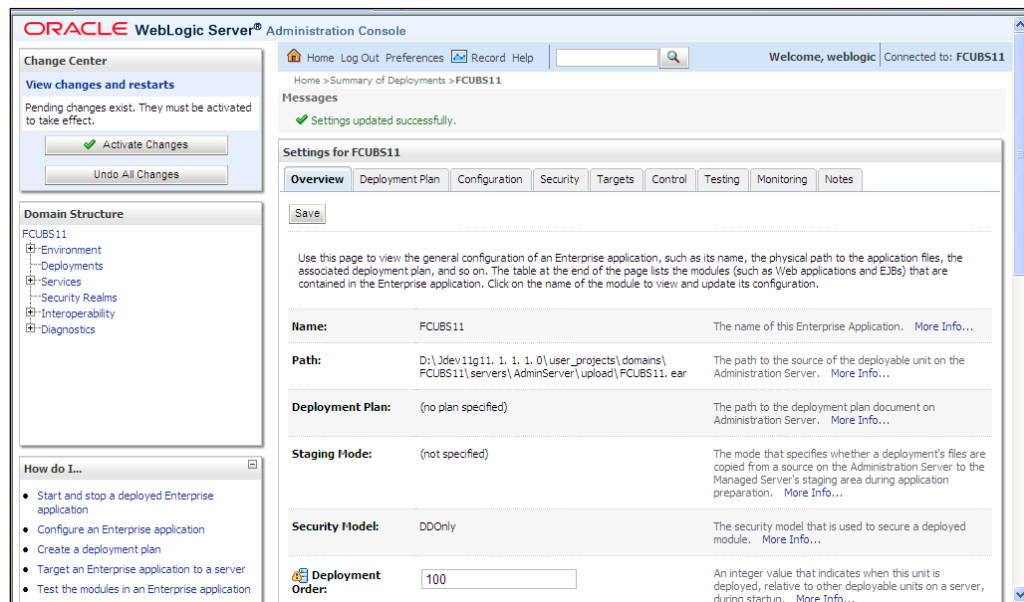 ORACLE WebLogic Server® Administration Console
Change Center
View changes and restarts
Pending changes exist. They must be activated
to take effect.
Activate Changes
Undo All Changes
Domain Structure
FCUBS11
Environment
Deployments
Services
Security Realms
Interoperability
Diagnostics
How do I...
Start and stop a deployed Enterprise
application
Configure an Enterprise application
Create a deployment plan
Target an Enterprise application to a server
Test the modules in an Enterprise application
Home Log Out Preferences Record Help
Welcome, weblogic Connected to: FCUBS11
Home >Summary of Deployments >FCUBS11
Messages
Settings updated successfully.
Settings for FCUBS11
Overview Deployment Plan Configuration Security Targets Control Testing Monitoring Notes
Save
Use this page to view the general configuration of an Enterprise application, such as its name, the physical path to the application files, the
associated deployment plan, and so on. The table at the end of the page lists the modules (such as Web applications and EJBs) that are
contained in the Enterprise application. Click on the name of the module to view and update its configuration.
Name: FCUBS11 The name of this Enterprise Application. More Info...
Path: D:\Jdev11g11. 1. 1. 1. 0\user_projects\domains\ The path to the source of the deployable unit on the
FCUBS11\servers\AdminServer\upload\FCUBS11. ear Administration Server. More Info...
Deployment Plan: (no plan specified) The path to the deployment plan document on
Administration Server. More Info...
Staging Mode: (not specified) The mode that specifies whether a deployment's files are
copied from a source on the Administration Server to the
Managed Server's staging area during application
preparation. More Info...
Security Model: DDOnly The security model that is used to secure a deployed
module. More Info...
Deployment 100 An integer value that indicates when this unit is
Order: deployed, relative to other deployable units on a server,
during startup. More Info...